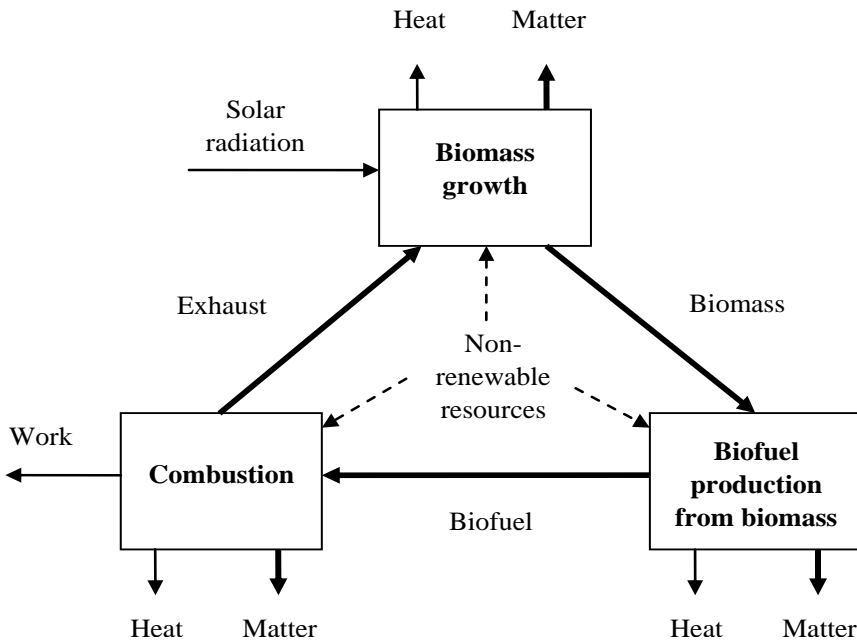 Heat
Matter
Solar
radiation
Biomass
growth
Exhaust
Biomass
Non-
renewable
resources
Work
Combustion
Biofuel
Biofuel
production
from biomass
Heat
Matter
Heat
Matter